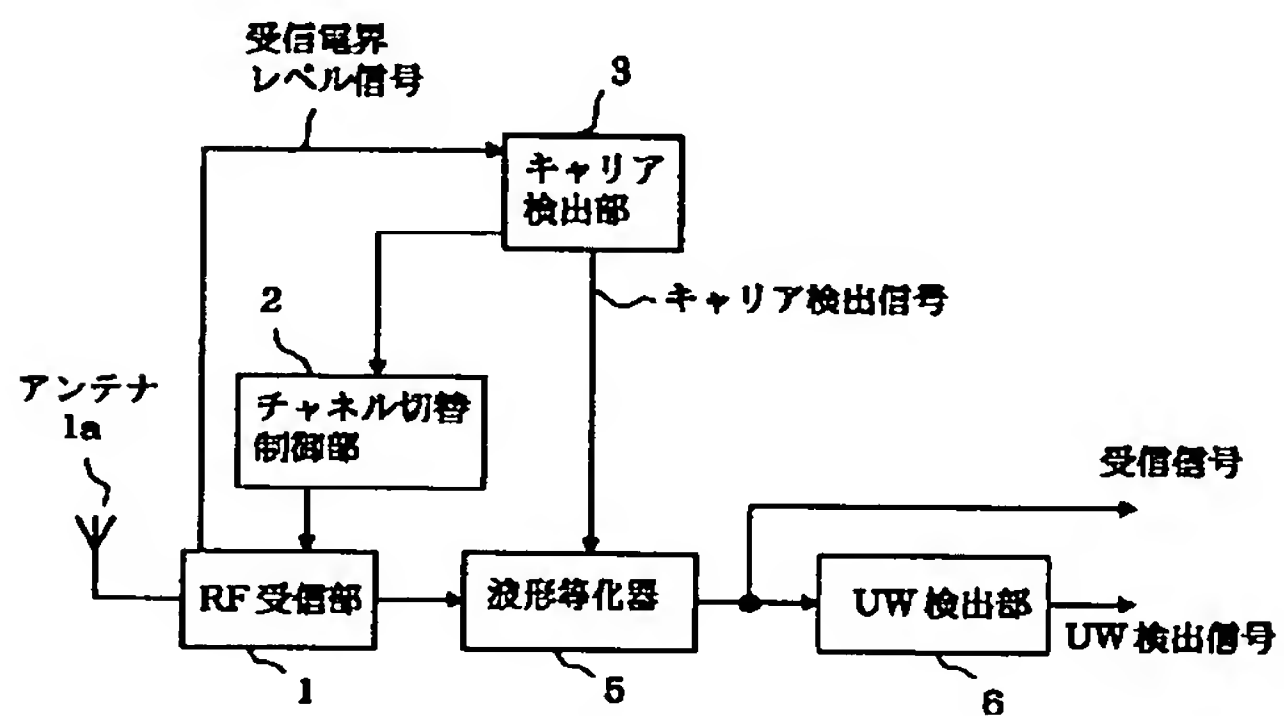 受信電界
レベル信号
3
キャリア
検出部
キャリア検出信号
2
チャネル切替
制御部
アンテナ
1a
受信信号
RF受信部
波形等化器
UW検出部
UW検出信号
1
5
6